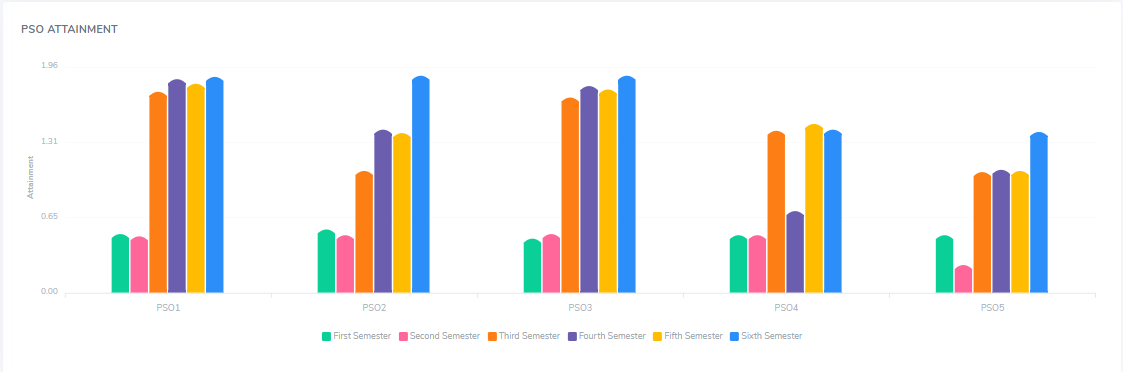 PSO ATTAINMENT
1.96
1.31
Attainment
0.65
0.00
PSO1 PSO2 PSO3 PSO4 PSO5
First Semester Second Semester Third Semester Fourth Semester Fifth Semester Sixth Semester